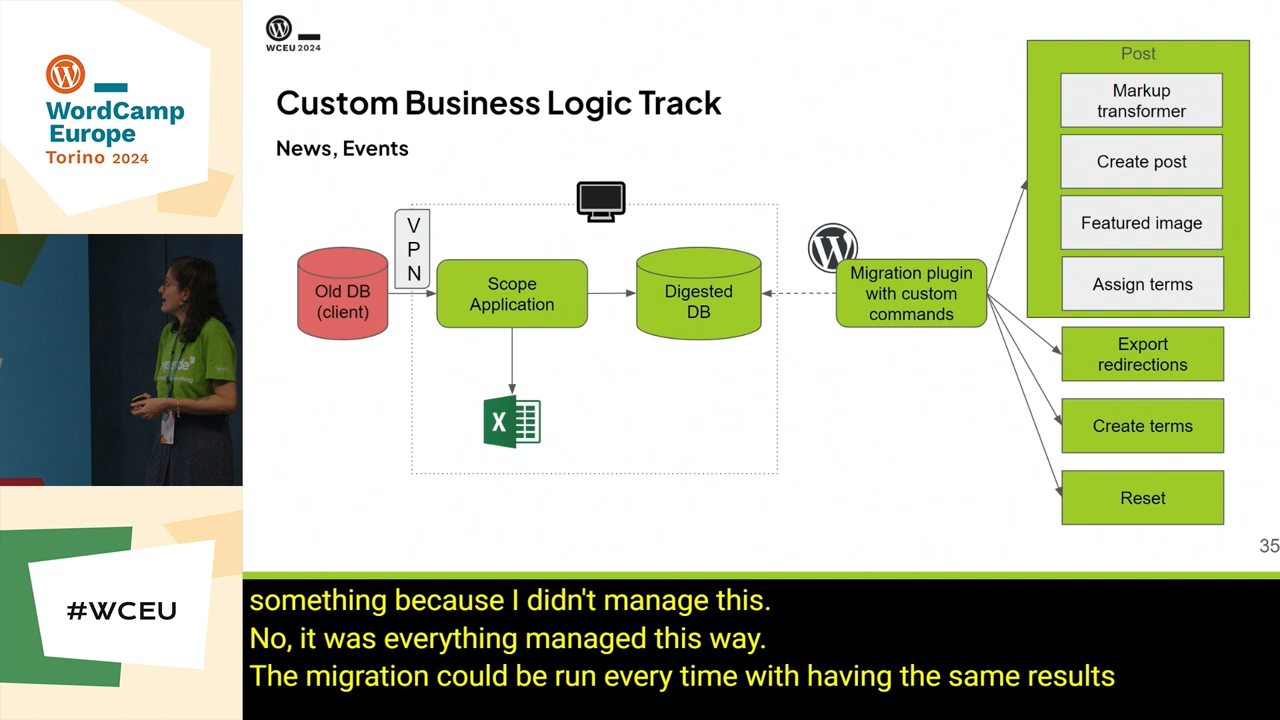 WordCamp
Europe
Torino 2024
#WCEU
WCEU 2024
Custom Business Logic Track
News, Events
Old DB
(client)
V
P
N
Scope
Application
X
Digested
DB
Migration plugin
with custom
commands
Post
Markup
transformer
Create post
Featured image
Assign terms
Export
redirections
Create terms
Reset
35
something because I didn't manage this.
No, it was everything managed this way.
The migration could be run every time with having the same results